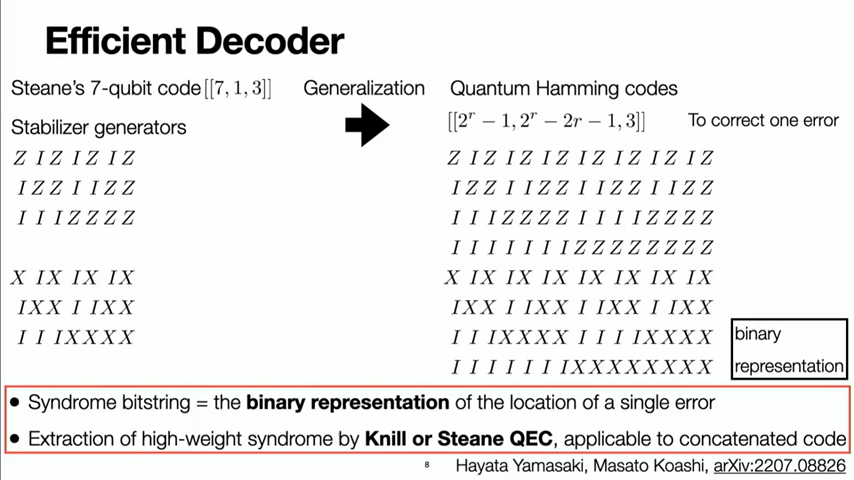 Efficient Decoder
Steane's 7-qubit code [[7, 1, 3]]
Generalization
Quantum Hamming codes
[[2^r − 1, 2^r − 2r − 1, 3]]
To correct one error
Stabilizer generators
Z I Z I Z I Z
I Z Z I I Z Z
I I I Z Z Z Z
X I X I X I X
I X X I I X X
I I I X X X X
Z I Z I Z I Z I Z I Z I Z I Z
I Z Z I I Z Z I I Z Z I I Z Z
I I I Z Z Z Z I I I I Z Z Z Z
I I I I I I I Z Z Z Z Z Z Z Z
X I X I X I X I X I X I X I X
I X X I I X X I I X X I I X X
I I I X X X X I I I I X X X X
I I I I I I I X X X X X X X X
binary
representation
• Syndrome bitstring = the binary representation of the location of a single error
• Extraction of high-weight syndrome by Knill or Steane QEC, applicable to concatenated code
8
Hayata Yamasaki, Masato Koashi, arXiv:2207.08826